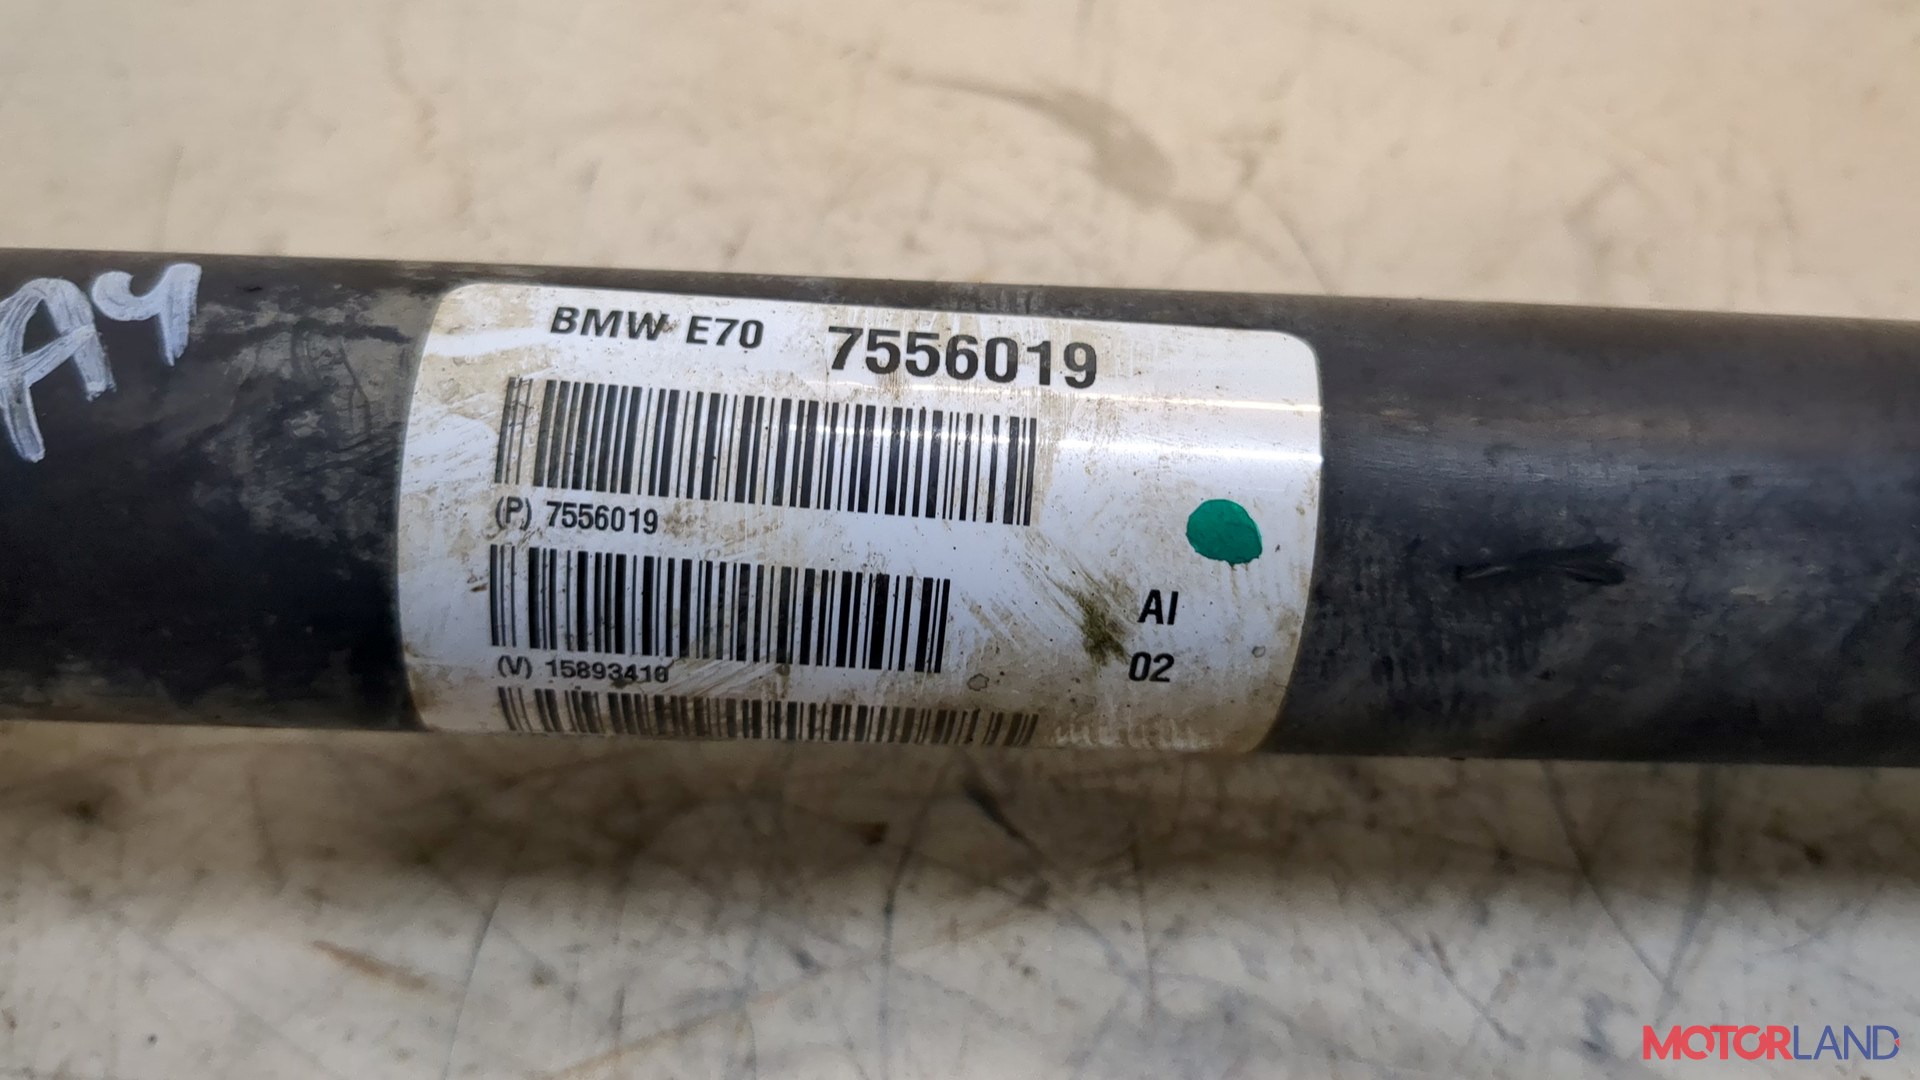 A4
BMW E70 7556019
(P) 7556019
AI
(V) 15893410
02
MOTORLAND